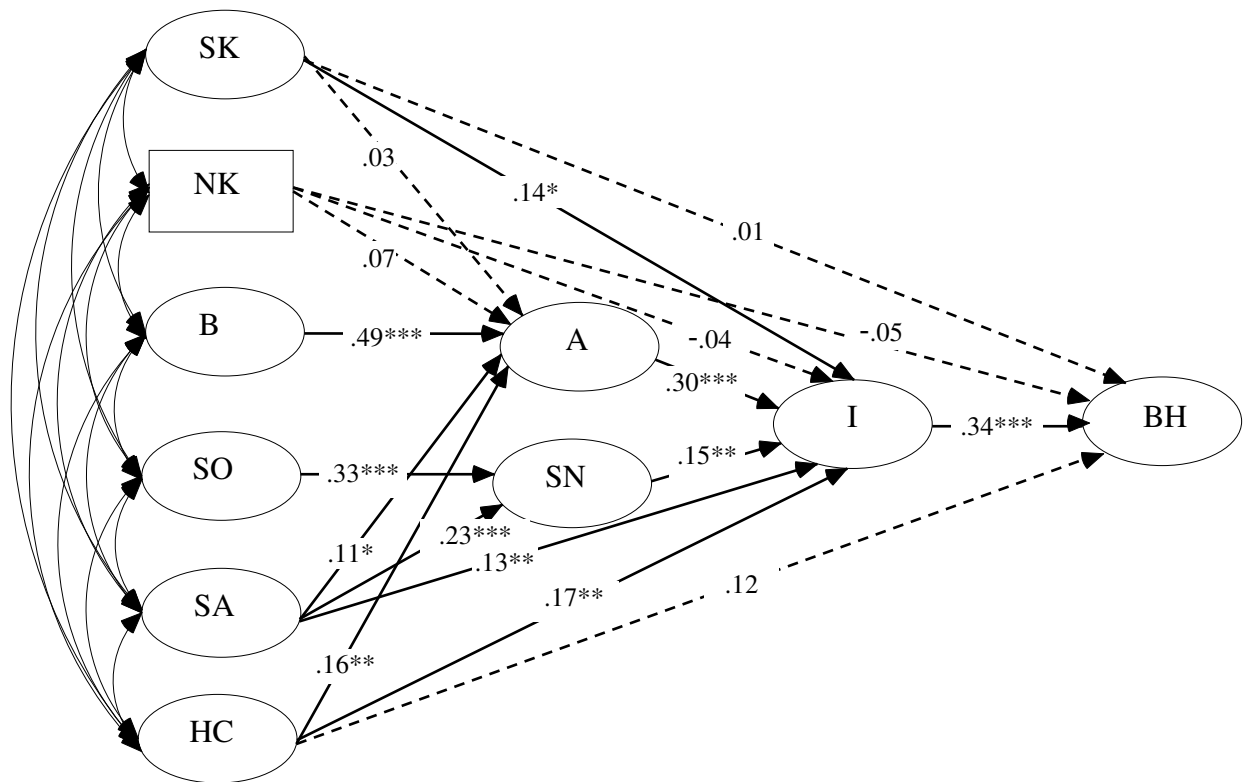 SK
.03
NK
.14*
.01
.07
B
.49***
A
-.04
-.05
.30***
I
BH
.34***
SO
.33***
SN
.15**
.11*
.23***
.13**
SA
.17**
.12
.16**
HC